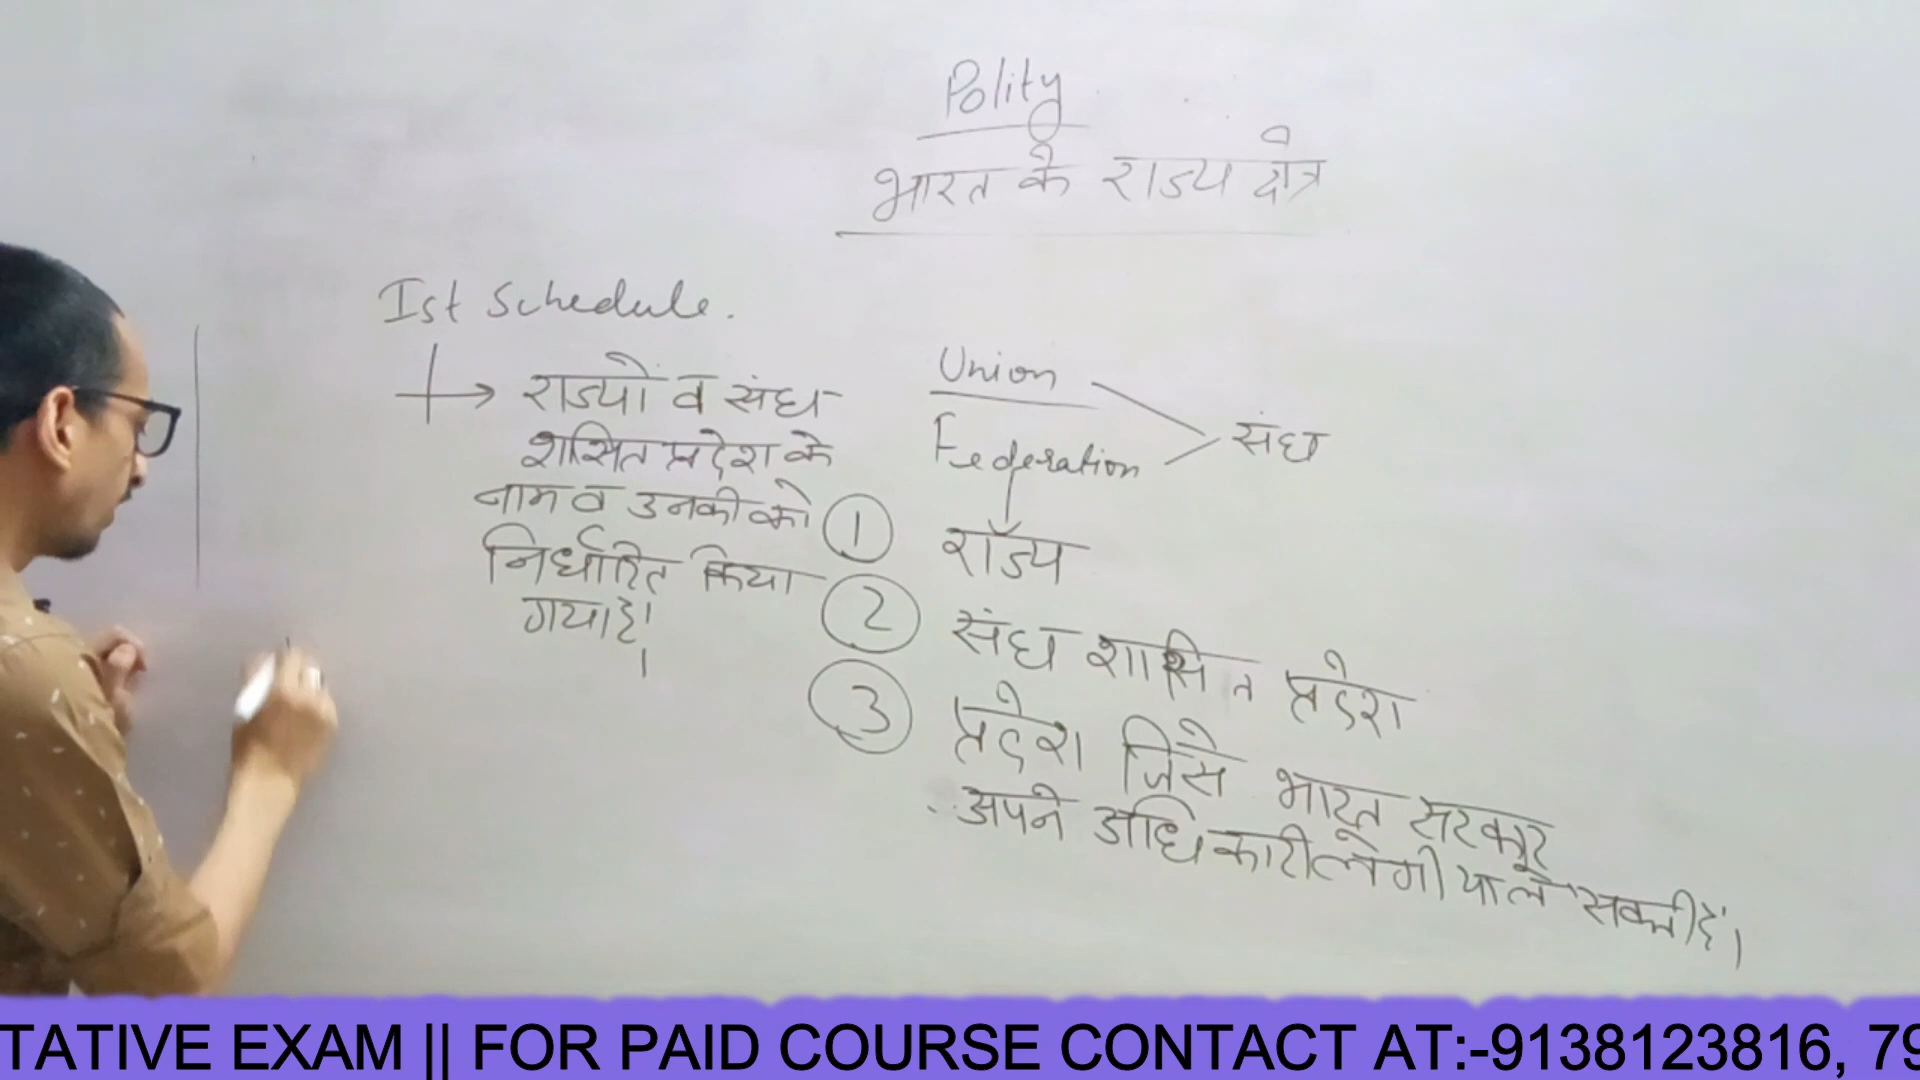 Polity
भारत के राज्य क्षेत्र
Ist Schedule.
→ राज्यों व संघ
शासित प्रदेश के
नाम व उनकी को
निर्धारित किया
गया है।
Union
Federation
संघ
1 राज्य
2 संघ शासित प्रदेश
3 प्रदेश जिसे भारत सरकार
अपने अधिकार लेगी या ले सकती है।
TATIVE EXAM || FOR PAID COURSE CONTACT AT:-9138123816, 79